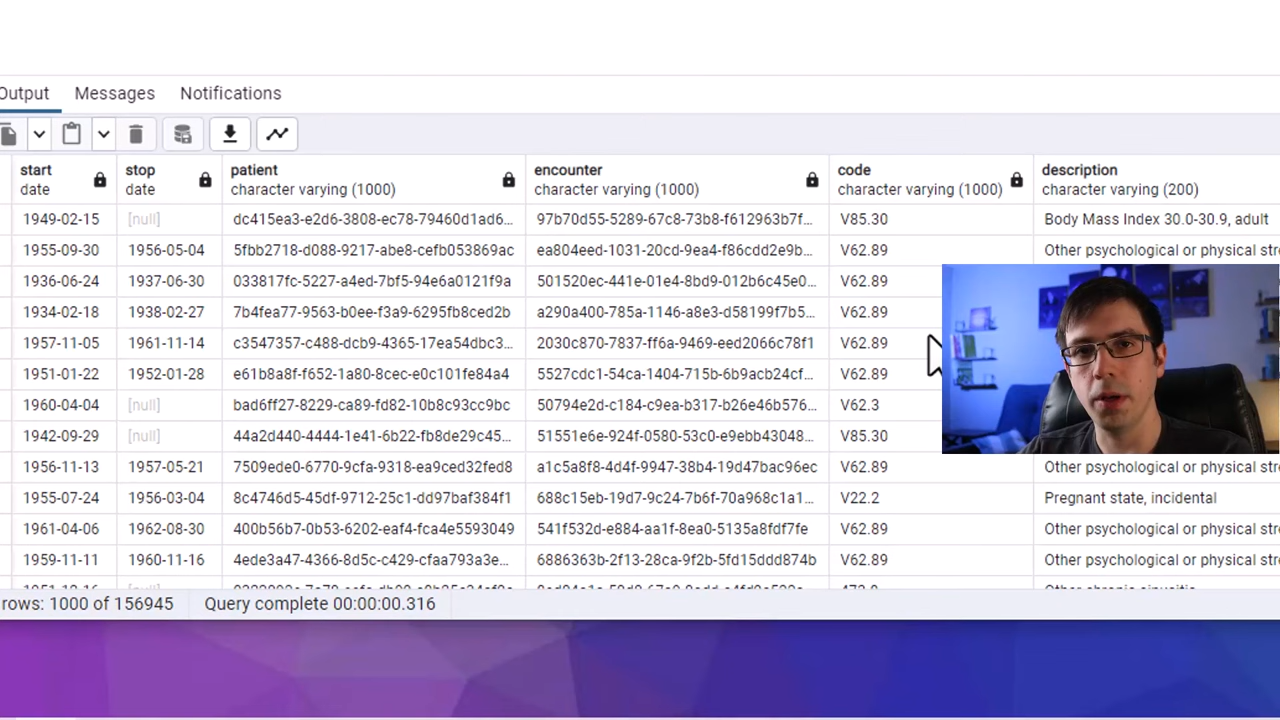 Output Messages Notifications
start stop patient encounter code description
date date character varying (1000) character varying (1000) character varying (1000) character varying (200)
1949-02-15 [null] dc415ea3-e2d6-3808-ec78-79460d1ad6... 97b70d55-5289-67c8-73b8-f612963b7f... V85.30 Body Mass Index 30.0-30.9, adult
1955-09-30 1956-05-04 5fbb2718-d088-9217-abe8-cefb053869ac ea804eed-1031-20cd-9ea4-f86cdd2e9b... V62.89 Other psychological or physical stre
1936-06-24 1937-06-30 033817fc-5227-a4ed-7bf5-94e6a0121f9a 501520ec-441e-01e4-8bd9-012b6c45e0... V62.89
1934-02-18 1938-02-27 7b4fea77-9563-b0ee-f3a9-6295fb8ced2b a290a400-785a-1146-a8e3-d58199f7b5... V62.89
1957-11-05 1961-11-14 c3547357-c488-dcb9-4365-17ea54dbc3... 2030c870-7837-ff6a-9469-eed2066c78f1 V62.89
1951-01-22 1952-01-28 5527cdc1-54ca-1404-715b-6b9acb24cf... V62.89
1960-04-04 [null] bad6ff27-8229-ca89-fd82-10b8c93cc9bc 50794e2d-c184-c9ea-b317-b26e46b576... V62.3
1942-09-29 [null] 44a2d440-4444-1e41-6b22-fb8de29c45... 51551e6e-924f-0580-53c0-e9ebb43048... V85.30
1956-11-13 1957-05-21 7509ede0-6770-9cfa-9318-ea9ced32fed8 a1c5a8f8-4d4f-9947-38b4-19d47bac96ec V62.89 Other psychological or physical stre
1955-07-24 1956-03-04 8c4746d5-45df-9712-25c1-dd97baf384f1 688c15eb-19d7-9c24-7b6f-70a968c1a1... V22.2 Pregnant state, incidental
1961-04-06 1962-08-30 400b56b7-0b53-6202-eaf4-fca4e5593049 541f532d-e884-aa1f-8ea0-5135a8fdf7fe V62.89 Other psychological or physical stre
1959-11-11 1960-11-16 4ede3a47-4366-8d5c-c429-cfaa793a3e... 6886363b-2f13-28ca-9f2b-5fd15ddd874b V62.89 Other psychological or physical stre
rows: 1000 of 156945 Query complete 00:00:00.316